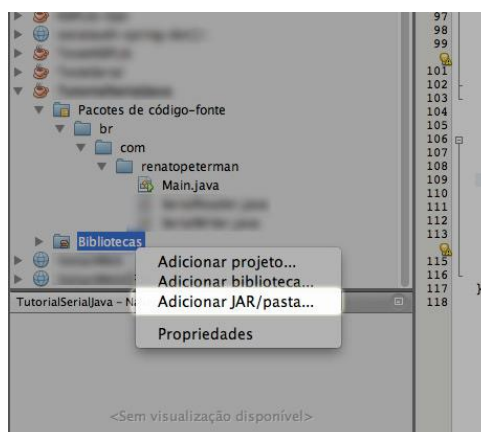 Pacotes de código-fonte
br
com
renatopeterman
Main.java
Bibliotecas
Adicionar projeto...
Adicionar biblioteca...
Adicionar JAR/pasta...
Propriedades
TutorialSerialJava – Na
<Sem visualização disponível>
97
98
99
101
102
103
104
105
106
107
108
109
110
111
112
113
115
116
117 }
118